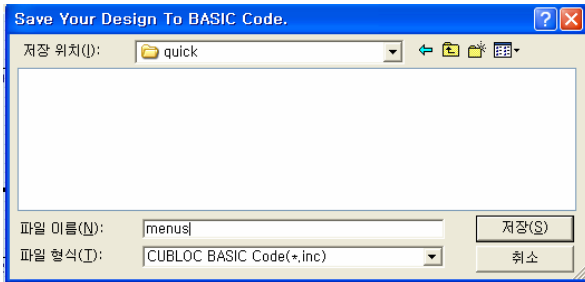 Save Your Design To BASIC Code.
저장 위치(I): quick
파일 이름(N): menus 저장(S)
파일 형식(T): CUBLOC BASIC Code(*.inc) 취소